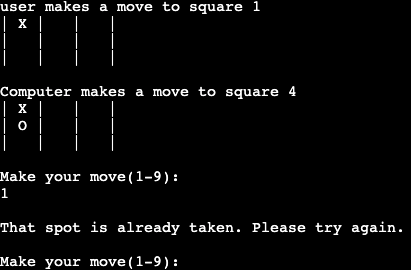 user makes a move to square 1
| X |   |   |
|   |   |   |
|   |   |   |
Computer makes a move to square 4
| X |   |   |
| O |   |   |
|   |   |   |
Make your move(1-9):
1
That spot is already taken. Please try again.
Make your move(1-9):